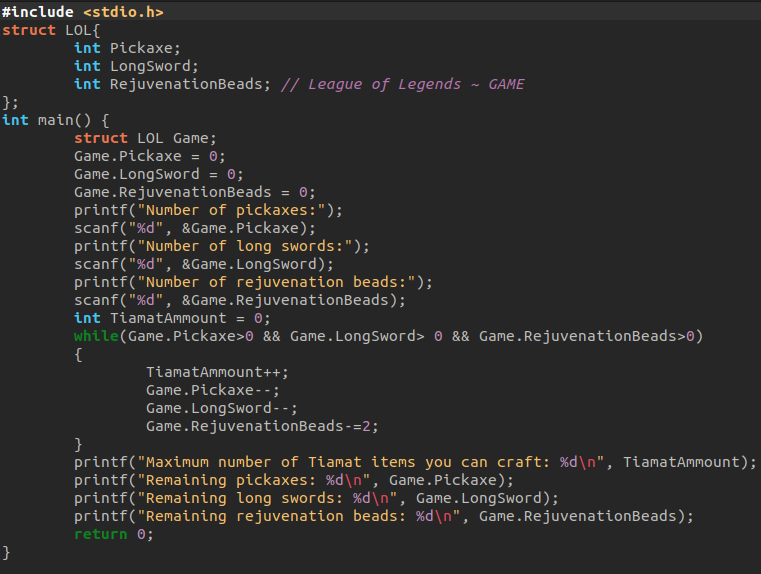 #include <stdio.h>
struct LOL{
int Pickaxe;
int LongSword;
int RejuvenationBeads; // League of Legends ~ GAME
};
int main() {
struct LOL Game;
Game.Pickaxe = 0;
Game.LongSword = 0;
Game.RejuvenationBeads = 0;
printf("Number of pickaxes:");
scanf("%d", &Game.Pickaxe);
printf("Number of long swords:");
scanf("%d", &Game.LongSword);
printf("Number of rejuvenation beads:");
scanf("%d", &Game.RejuvenationBeads);
int TiamatAmmount = 0;
while(Game.Pickaxe>0 && Game.LongSword> 0 && Game.RejuvenationBeads>0)
{
TiamatAmmount++;
Game.Pickaxe--;
Game.LongSword--;
Game.RejuvenationBeads-=2;
}
printf("Maximum number of Tiamat items you can craft: %d\n", TiamatAmmount);
printf("Remaining pickaxes: %d\n", Game.Pickaxe);
printf("Remaining long swords: %d\n", Game.LongSword);
printf("Remaining rejuvenation beads: %d\n", Game.RejuvenationBeads);
return 0;
}